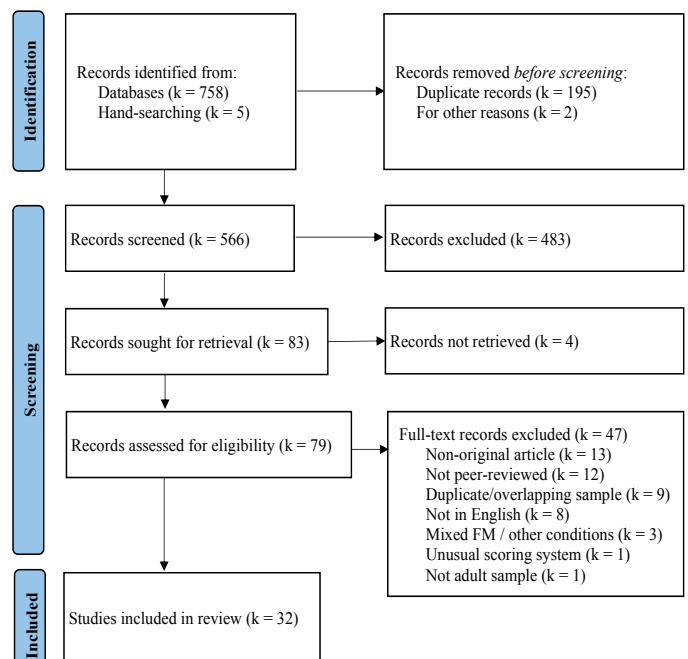 Identification
Records identified from:
Databases (k = 758)
Hand-searching (k = 5)
Records removed before screening:
Duplicate records (k = 195)
For other reasons (k = 2)
Screening
Records screened (k = 566)
Records excluded (k = 483)
Records sought for retrieval (k = 83)
Records not retrieved (k = 4)
Records assessed for eligibility (k = 79)
Full-text records excluded (k = 47)
Non-original article (k = 13)
Not peer-reviewed (k = 12)
Duplicate/overlapping sample (k = 9)
Not in English (k = 8)
Mixed FM / other conditions (k = 3)
Unusual scoring system (k = 1)
Not adult sample (k = 1)
Included
Studies included in review (k = 32)